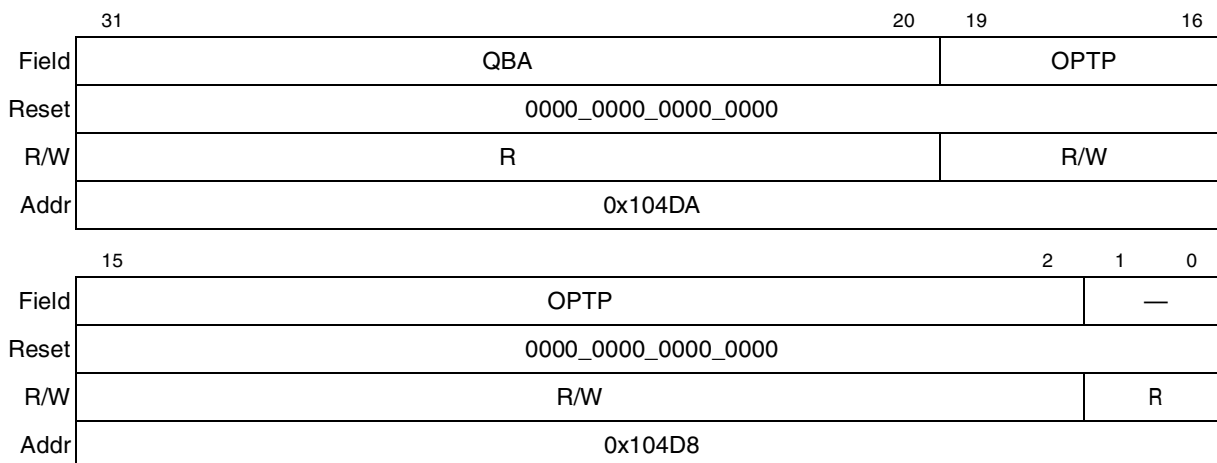 31 20 19 16
Field QBA OPTP
Reset 0000_0000_0000_0000
R/W R R/W
Addr 0x104DA
15 2 1 0
Field OPTP —
Reset 0000_0000_0000_0000
R/W R/W R
Addr 0x104D8